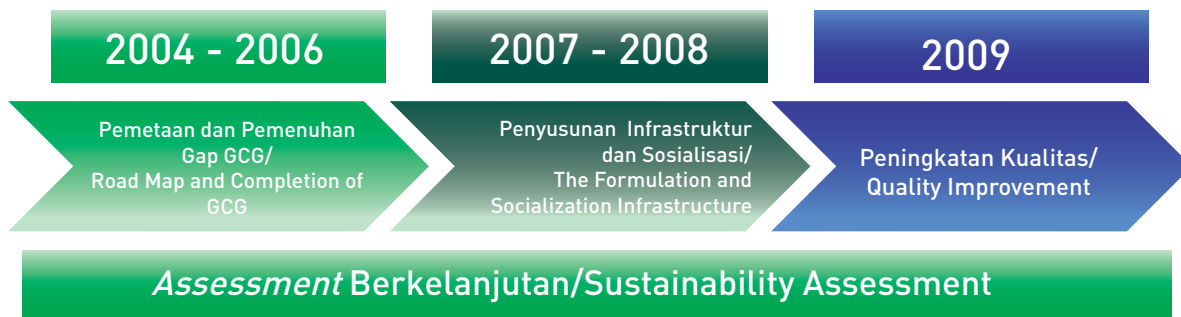 2004 - 2006
2007 - 2008
2009
Pemetaan dan Pemenuhan
Gap GCG/
Road Map and Completion of
GCG
Penyusunan Infrastruktur
dan Sosialisasi/
The Formulation and
Socialization Infrastructure
Peningkatan Kualitas/
Quality Improvement
Assessment Berkelanjutan/Sustainability Assessment